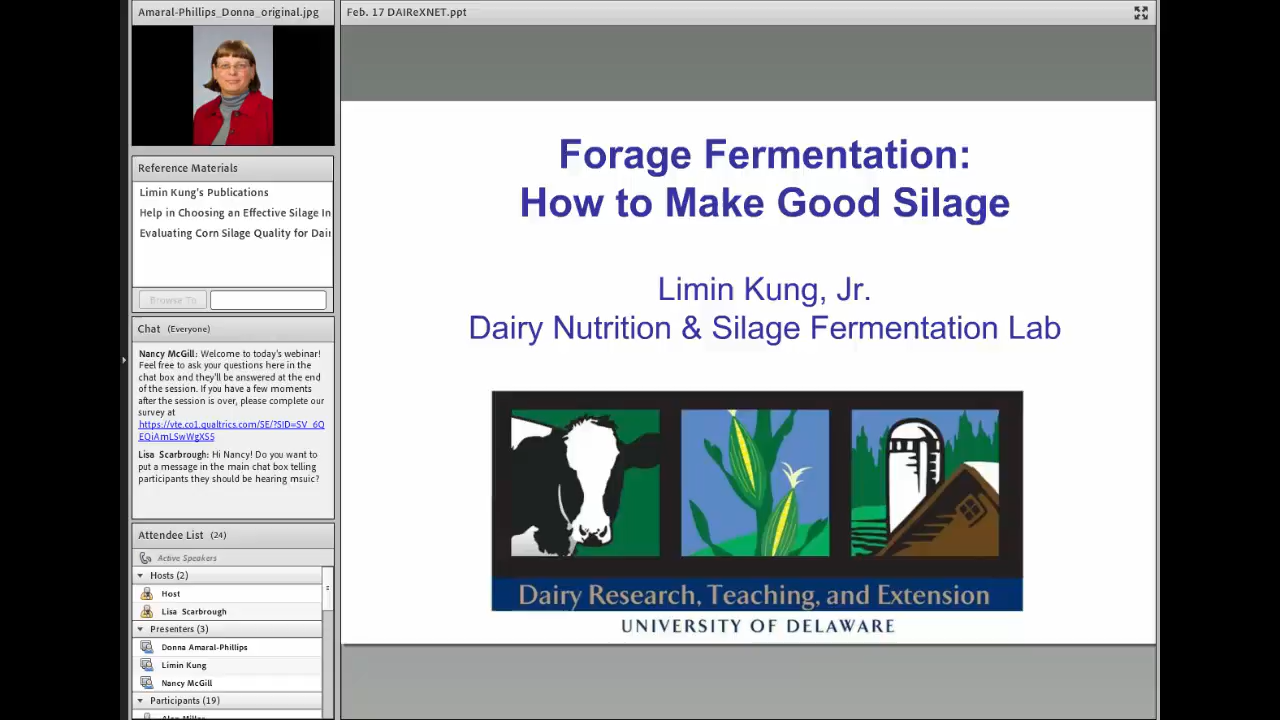 Amaral-Phillips_Donna_original.jpg
Feb. 17 DAIReXNET.ppt
Reference Materials
Limin Kung's Publications
Help in Choosing an Effective Silage In
Evaluating Corn Silage Quality for Dair
Browse To
Chat (Everyone)
Nancy McGill: Welcome to today's webinar!
Feel free to ask your questions here in the
chat box and they'll be answered at the end
of the session. If you have a few moments
after the session is over, please complete our
survey at
https://vte.co1.qualtrics.com/SE/?SID=SV_6Q
EQiAmLSwWgXS5
Lisa Scarbrough: Hi Nancy! Do you want to
put a message in the main chat box telling
participants they should be hearing msuic?
Attendee List (24)
Active Speakers
Hosts (2)
Host
Lisa Scarbrough
Presenters (3)
Donna Amaral-Phillips
Limin Kung
Nancy McGill
Participants (19)
Forage Fermentation:
How to Make Good Silage
Limin Kung, Jr.
Dairy Nutrition & Silage Fermentation Lab
Dairy Research, Teaching, and Extension
UNIVERSITY OF DELAWARE